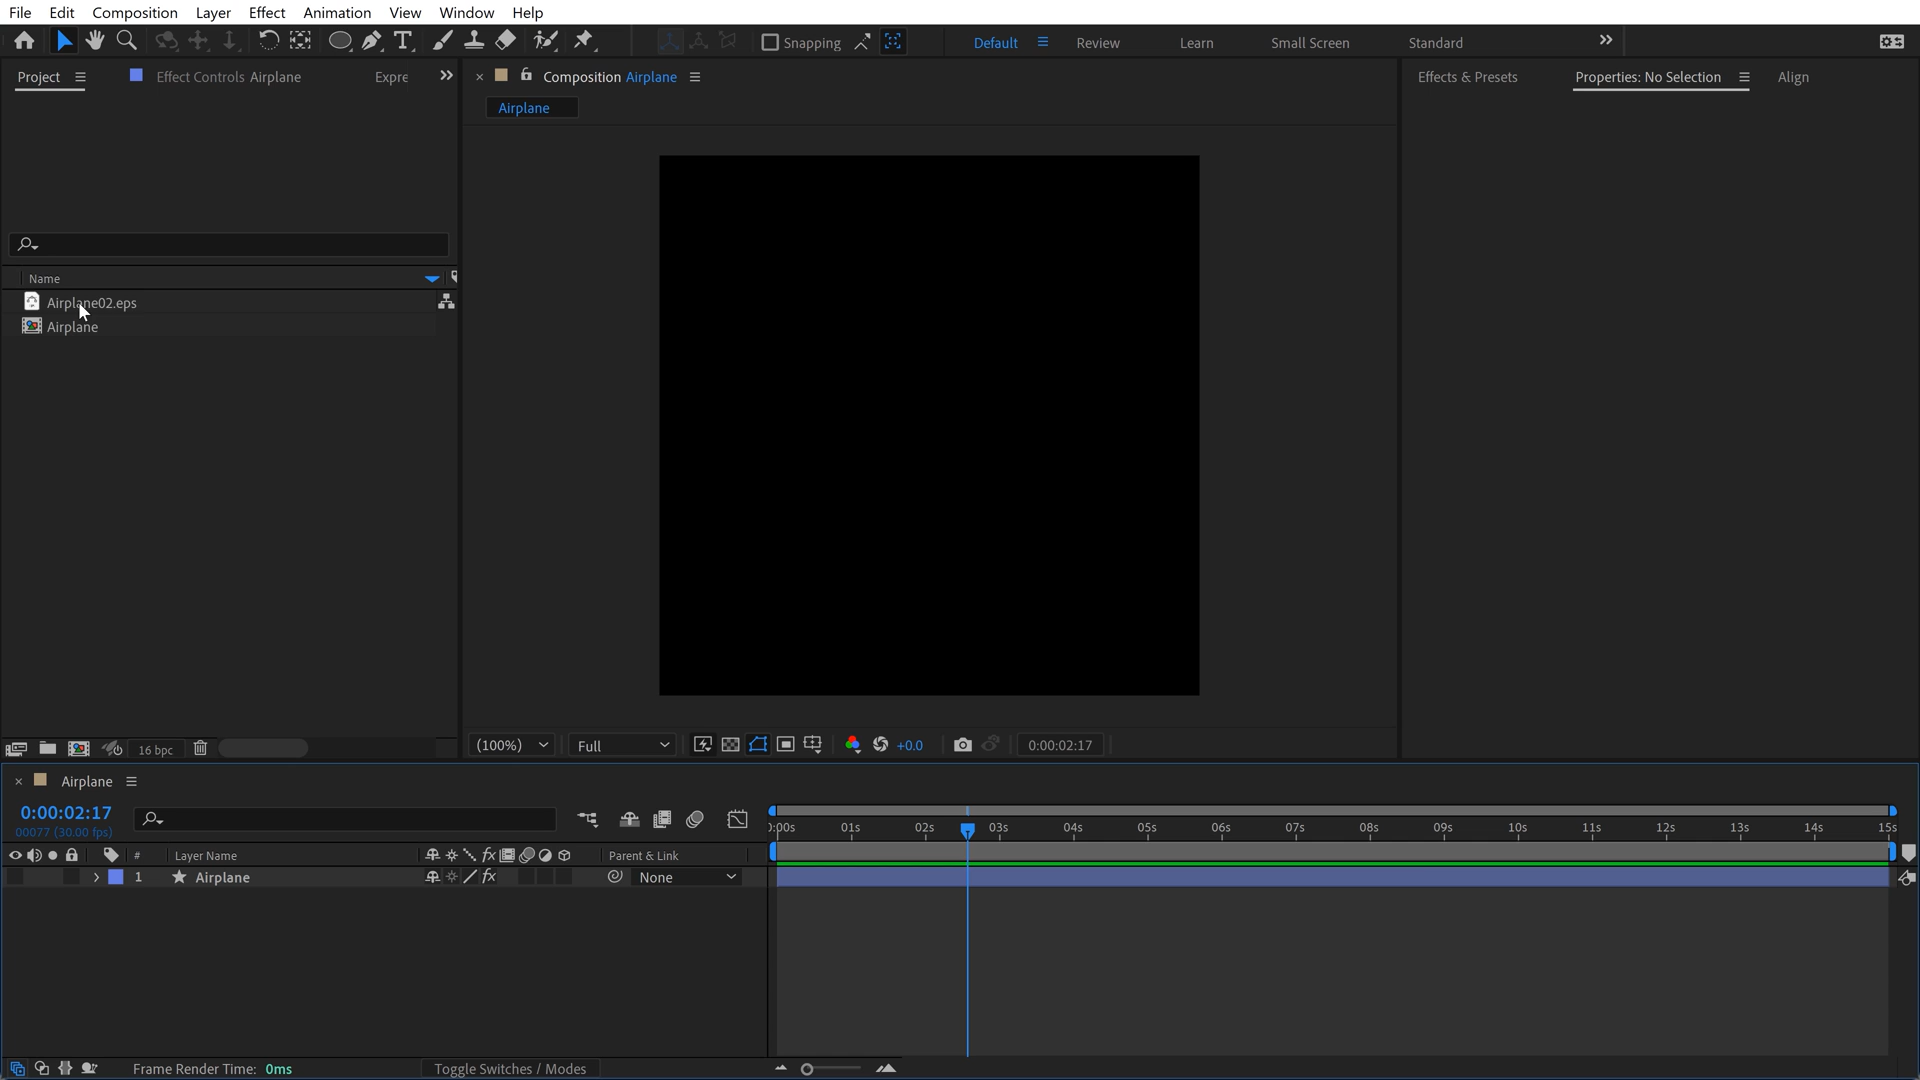 File Edit Composition Layer Effect Animation View Window Help
Snapping Default Review Learn Small Screen Standard
Project Effect Controls Airplane Expre
Composition Airplane
Effects & Presets Properties: No Selection Align
Airplane
Name
Airplane02.eps
Airplane
16 bpc
(100%) Full +0.0 0:00:02:17
Airplane
0:00:02:17
00077 (30.00 fps)
):00s 01s 02s 03s 04s 05s 06s 07s 08s 09s 10s 11s 12s 13s 14s 15s
# Layer Name fx Parent & Link
1 Airplane fx None
Frame Render Time: 0ms Toggle Switches / Modes